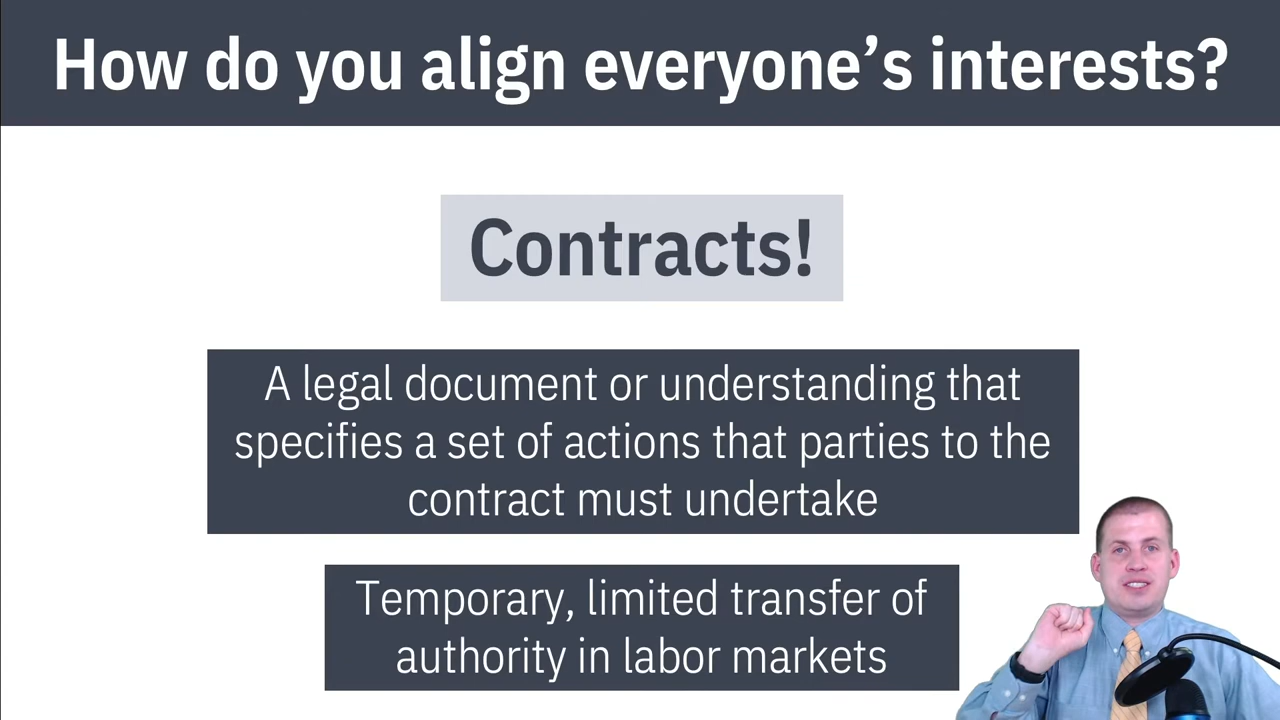 How do you align everyone’s interests?
Contracts!
A legal document or understanding that
specifies a set of actions that parties to the
contract must undertake
Temporary, limited transfer of
authority in labor markets